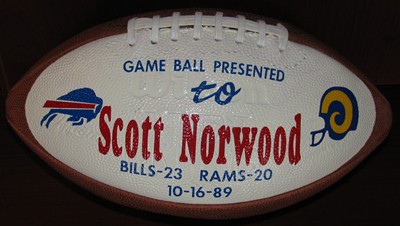 GAME BALL PRESENTED
to
Scott Norwood
BILLS-23 RAMS-20
10-16-89